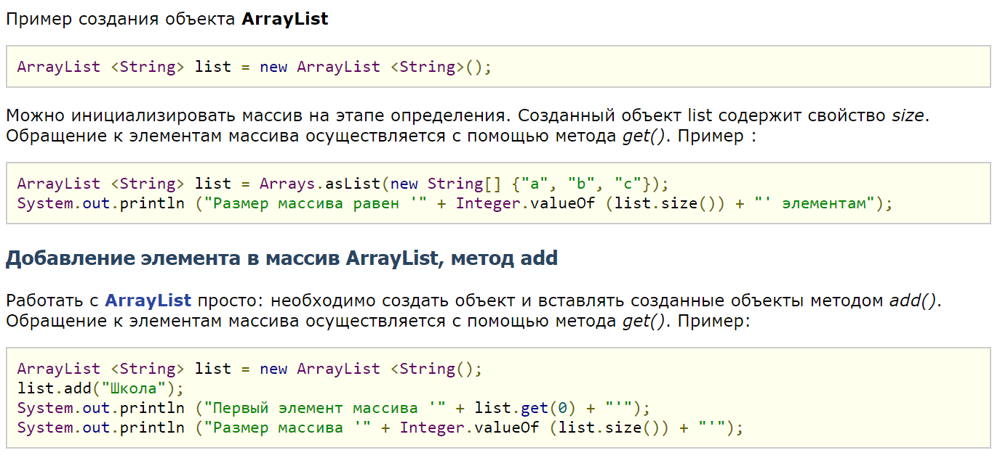 Пример создания объекта ArrayList
ArrayList <String> list = new ArrayList <String>();
Можно инициализировать массив на этапе определения. Созданный объект list содержит свойство size.
Обращение к элементам массива осуществляется с помощью метода get(). Пример :
ArrayList <String> list = Arrays.asList(new String[] {"a", "b", "c"});
System.out.println ("Размер массива равен '" + Integer.valueOf (list.size()) + "' элементам");
Добавление элемента в массив ArrayList, метод add
Работать с ArrayList просто: необходимо создать объект и вставлять созданные объекты методом add().
Обращение к элементам массива осуществляется с помощью метода get(). Пример:
ArrayList <String> list = new ArrayList <String();
list.add("Школа");
System.out.println ("Первый элемент массива '" + list.get(0) + "'");
System.out.println ("Размер массива '" + Integer.valueOf (list.size()) + "'");